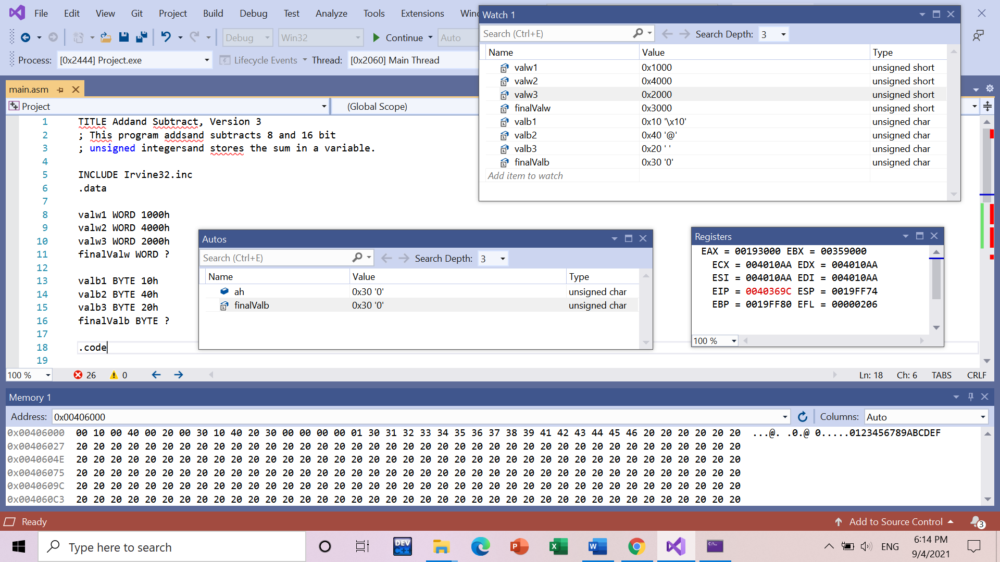 File Edit View Git Project Build Debug Test Analyze Tools Extensions
Debug Win32 Continue Auto
Process: [0x2444] Project.exe Lifecycle Events Thread: [0x2060] Main Thread
main.asm
Project (Global Scope)
1 TITLE Addand Subtract, Version 3
2 ; This program addsand subtracts 8 and 16 bit
3 ; unsigned integersand stores the sum in a variable.
4
5 INCLUDE Irvine32.inc
6 .data
7
8 valw1 WORD 1000h
9 valw2 WORD 4000h
10 valw3 WORD 2000h
11 finalValw WORD ?
12
13 valb1 BYTE 10h
14 valb2 BYTE 40h
15 valb3 BYTE 20h
16 finalValb BYTE ?
17
18 .code
19
100 % 26 0 Ln: 18 Ch: 6 TABS CRLF
Watch 1
Search (Ctrl+E) Search Depth: 3
Name Value Type
valw1 0x1000 unsigned short
valw2 0x4000 unsigned short
valw3 0x2000 unsigned short
finalValw 0x3000 unsigned short
valb1 0x10 '\x10' unsigned char
valb2 0x40 '@' unsigned char
valb3 0x20 ' ' unsigned char
finalValb 0x30 '0' unsigned char
Add item to watch
Autos
Search (Ctrl+E) Search Depth: 3
Name Value Type
ah 0x30 '0' unsigned char
finalValb 0x30 '0' unsigned char
Registers
EAX = 00193000 EBX = 00359000
ECX = 004010AA EDX = 004010AA
ESI = 004010AA EDI = 004010AA
EIP = 0040369C ESP = 0019FF74
EBP = 0019FF80 EFL = 00000206
100 %
Memory 1
Address: 0x00406000 Columns: Auto
0x00406000 00 10 00 40 00 20 00 30 10 40 20 30 00 00 00 00 01 30 31 32 33 34 35 36 37 38 39 41 42 43 44 45 46 20 20 20 20 20 20 ...@. .0.@ 0.....0123456789ABCDEF
0x00406027 20 20 20 20 20 20 20 20 20 20 20 20 20 20 20 20 20 20 20 20 20 20 20 20 20 20 20 20 20 20 20 20 20 20 20 20 20 20 20
0x0040604E 20 20 20 20 20 20 20 20 20 20 20 20 20 20 20 20 20 20 20 20 20 20 20 20 20 20 20 20 20 20 20 20 20 20 20 20 20 20 20
0x00406075 20 20 20 20 20 20 20 20 20 20 20 20 20 20 20 20 20 20 20 20 20 20 20 20 20 20 20 20 20 20 20 20 20 20 20 20 20 20 20
0x0040609C 20 20 20 20 20 20 20 20 20 20 20 20 20 20 20 20 20 20 20 20 20 20 20 20 20 20 20 20 20 20 20 20 20 20 20 20 20 20 20
0x004060C3 20 20 20 20 20 20 20 20 20 20 20 20 20 20 20 20 20 20 20 20 20 20 20 20 20 20 20 20 20 20 20 20 20 20 20 20 20 20 20
Ready Add to Source Control 3
Type here to search DEV C++ ENG 6:14 PM
9/4/2021